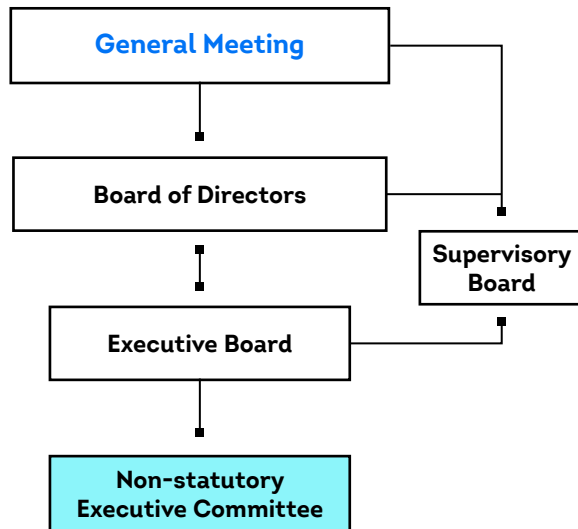 General Meeting
Board of Directors
Supervisory
Board
Executive Board
Non-statutory
Executive Committee